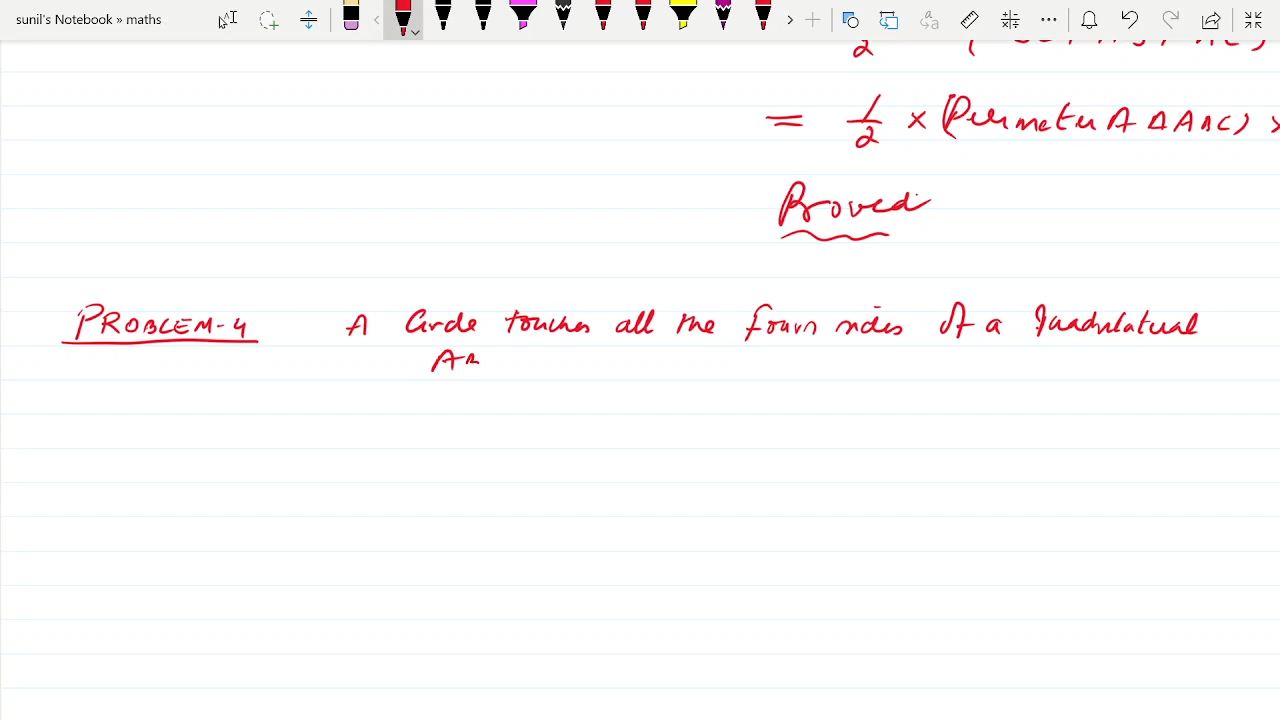 sunil's Notebook » maths
= 1/2 × (Perimeter of ΔABC) ×
Proved
PROBLEM-4 A Circle touches all the four sides of a quadrilateral
AB